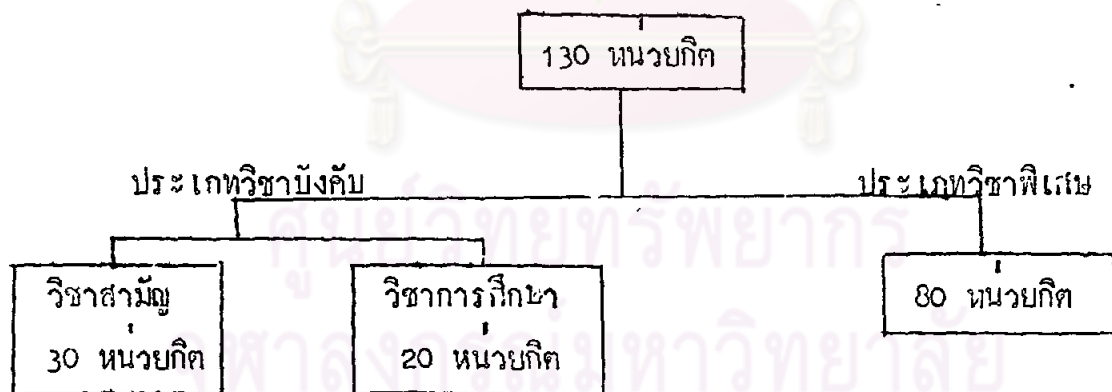 130 หน่วยกิต
ประเภทวิชาบังคับ
ประเภทวิชาพิเศษ
วิชาสามัญ
30 หน่วยกิต
วิชาการศึกษา
20 หน่วยกิต
80 หน่วยกิต
ศูนย์วิทยทรัพยากร
จุฬาลงกรณ์มหาวิทยาลัย